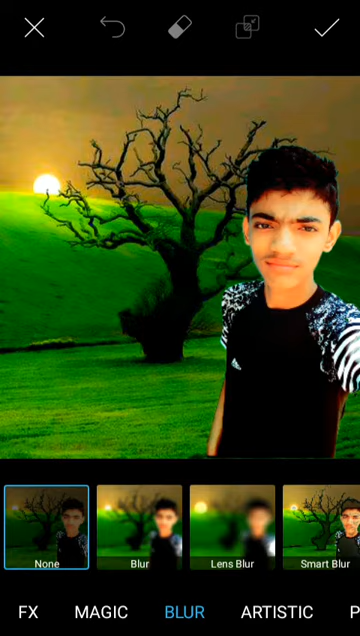 None
Blur
Lens Blur
Smart Blur
FX MAGIC BLUR ARTISTIC P